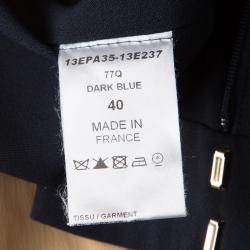 13EPA35-13E237
77Q
DARK BLUE
40
MADE IN
FRANCE
TISSU / GARMENT